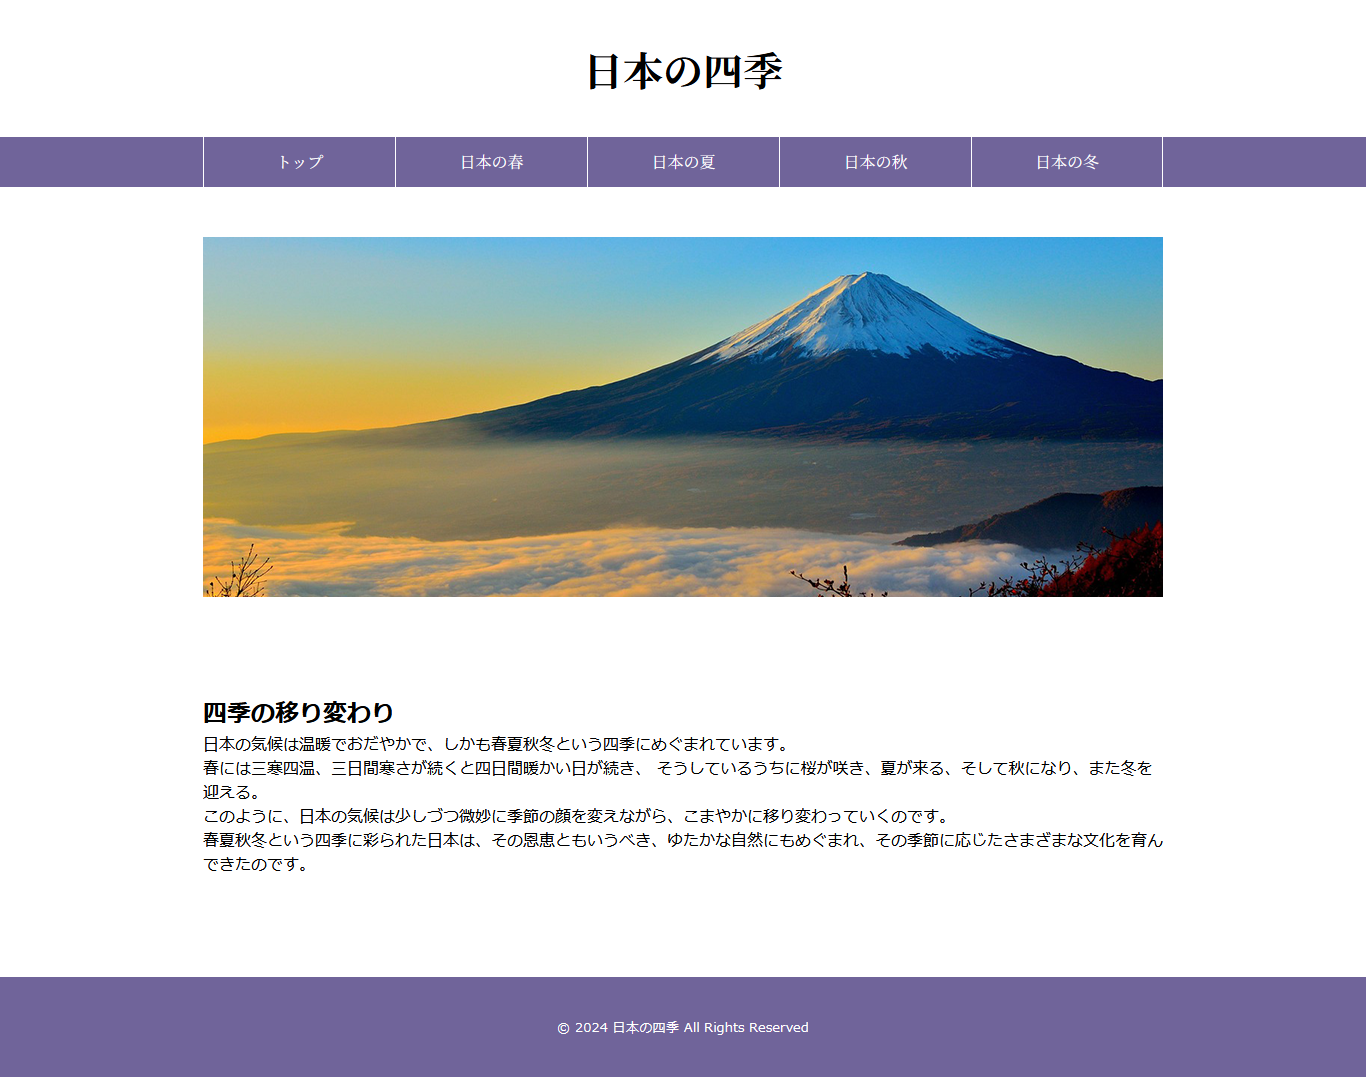 日本の四季
トップ
日本の春
日本の夏
日本の秋
日本の冬
四季の移り変わり
日本の気候は温暖でおだやかで、しかも春夏秋冬という四季にめぐまれています。
春には三寒四温、三日間寒さが続くと四日間暖かい日が続き、 そうしているうちに桜が咲き、夏が来る、そして秋になり、また冬を
迎える。
このように、日本の気候は少しづつ微妙に季節の顔を変えながら、こまやかに移り変わっていくのです。
春夏秋冬という四季に彩られた日本は、その恩恵ともいうべき、ゆたかな自然にもめぐまれ、その季節に応じたさまざまな文化を育ん
できたのです。
© 2024 日本の四季 All Rights Reserved